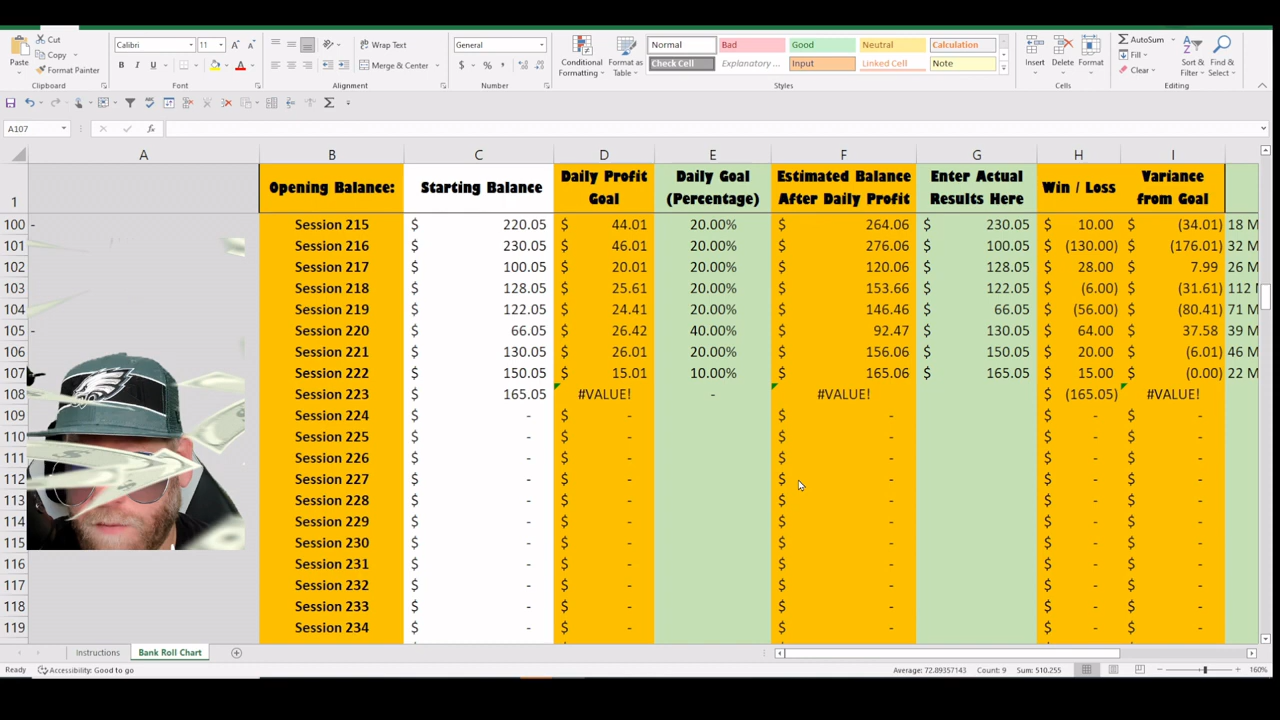 Cut
Copy
Format Painter
Paste
Clipboard
Calibri 11
B I U
Font
Wrap Text
Merge & Center
Alignment
General
$ %
Number
Conditional Formatting
Format as Table
Normal Bad Good Neutral Calculation
Check Cell Explanatory ... Input Linked Cell Note
Styles
Insert Delete Format
Cells
AutoSum
Fill
Clear
Sort & Filter
Find & Select
Editing
A107 fx
A B C D E F G H I
1 Opening Balance: Starting Balance Daily Profit Goal Daily Goal (Percentage) Estimated Balance After Daily Profit Enter Actual Results Here Win / Loss Variance from Goal
100 - Session 215 $ 220.05 $ 44.01 20.00% $ 264.06 $ 230.05 $ 10.00 $ (34.01) 18 M
101 Session 216 $ 230.05 $ 46.01 20.00% $ 276.06 $ 100.05 $ (130.00) $ (176.01) 32 M
102 Session 217 $ 100.05 $ 20.01 20.00% $ 120.06 $ 128.05 $ 28.00 $ 7.99 26 M
103 Session 218 $ 128.05 $ 25.61 20.00% $ 153.66 $ 122.05 $ (6.00) $ (31.61) 112 M
104 Session 219 $ 122.05 $ 24.41 20.00% $ 146.46 $ 66.05 $ (56.00) $ (80.41) 71 M
105 - Session 220 $ 66.05 $ 26.42 40.00% $ 92.47 $ 130.05 $ 64.00 $ 37.58 39 M
106 Session 221 $ 130.05 $ 26.01 20.00% $ 156.06 $ 150.05 $ 20.00 $ (6.01) 46 M
107 Session 222 $ 150.05 $ 15.01 10.00% $ 165.06 $ 165.05 $ 15.00 $ (0.00) 22 M
108 Session 223 $ 165.05 #VALUE! - #VALUE! $ (165.05) #VALUE!
109 Session 224 $ - $ - $ - $ - $ -
110 Session 225 $ - $ - $ - $ - $ -
111 Session 226 $ - $ - $ - $ - $ -
112 Session 227 $ - $ - $ - $ - $ -
113 Session 228 $ - $ - $ - $ - $ -
114 Session 229 $ - $ - $ - $ - $ -
115 Session 230 $ - $ - $ - $ - $ -
116 Session 231 $ - $ - $ - $ - $ -
117 Session 232 $ - $ - $ - $ - $ -
118 Session 233 $ - $ - $ - $ - $ -
119 Session 234 $ - $ - $ - $ - $ -
Instructions Bank Roll Chart
Ready Accessibility: Good to go Average: 72.89357143 Count: 9 Sum: 510.255 160%